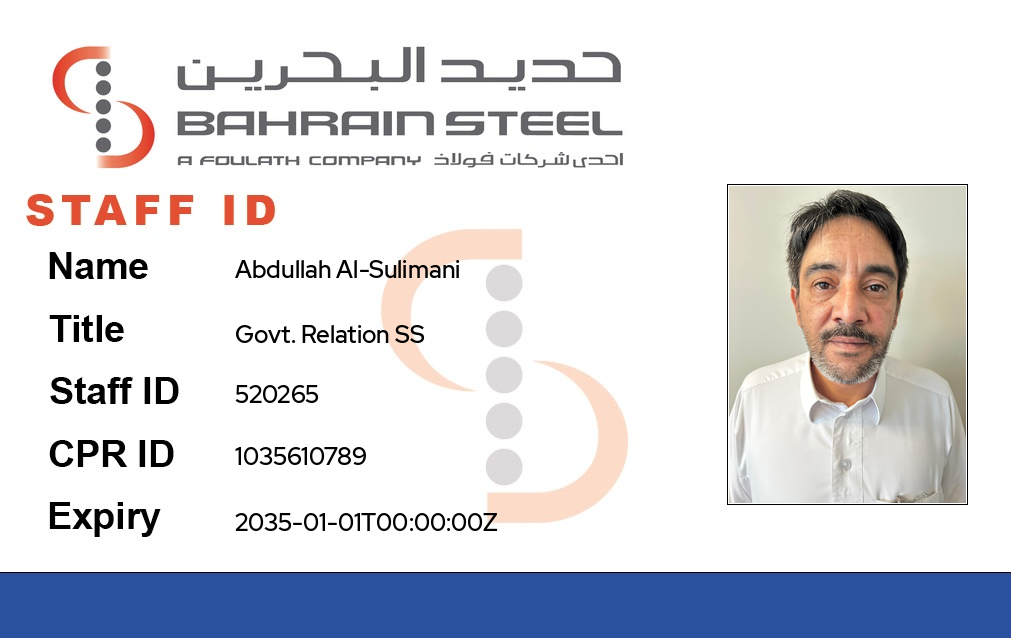 حديد البحرين
BAHRAIN STEEL
A FOULATH COMPANY احدى شركات فولاذ
STAFF ID
Name Abdullah Al-Sulimani
Title Govt. Relation SS
Staff ID 520265
CPR ID 1035610789
Expiry 2035-01-01T00:00:00Z